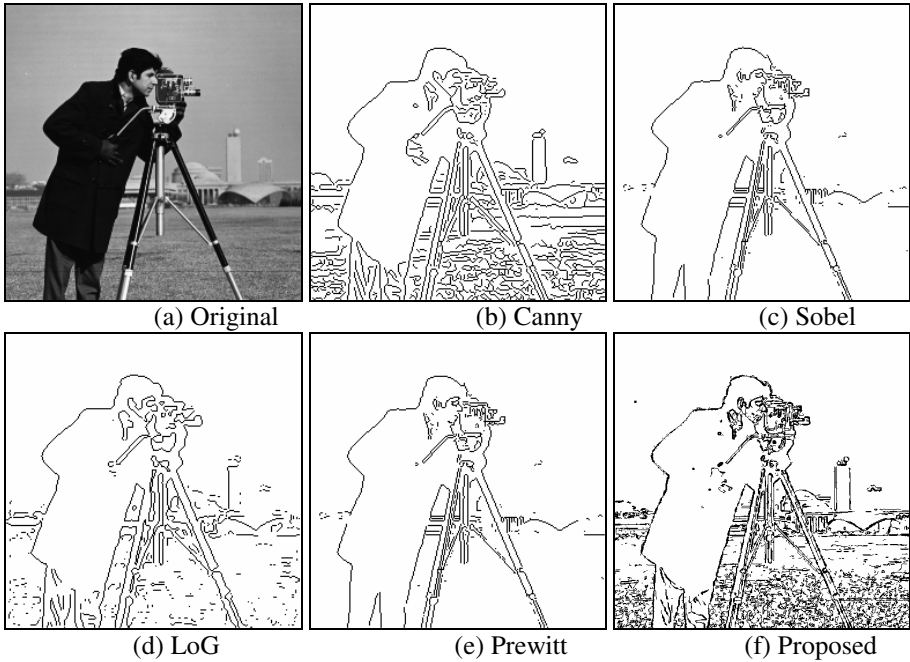 (a) Original
(b) Canny
(c) Sobel
(d) LoG
(e) Prewitt
(f) Proposed